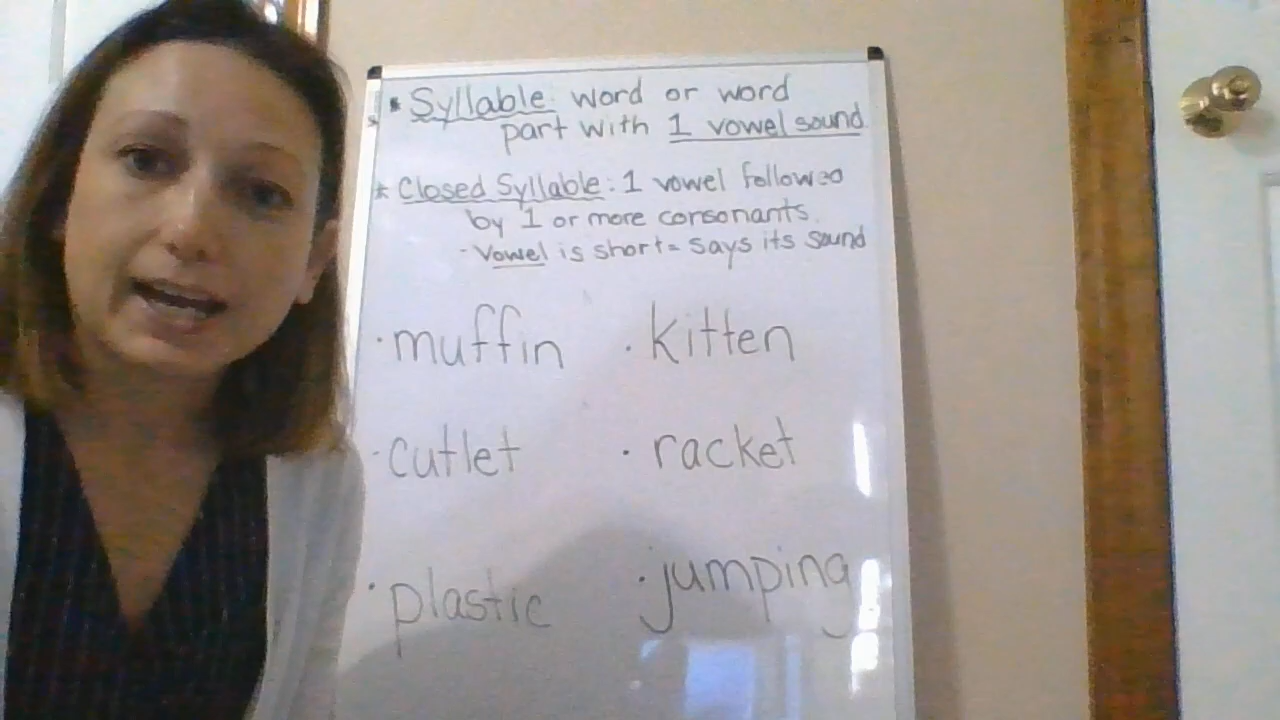 * Syllable: word or word
part with 1 vowel sound
* Closed Syllable: 1 vowel followed
by 1 or more consonants.
- Vowel is short = says its sound
· muffin · kitten
· cutlet · racket
· plastic · jumping